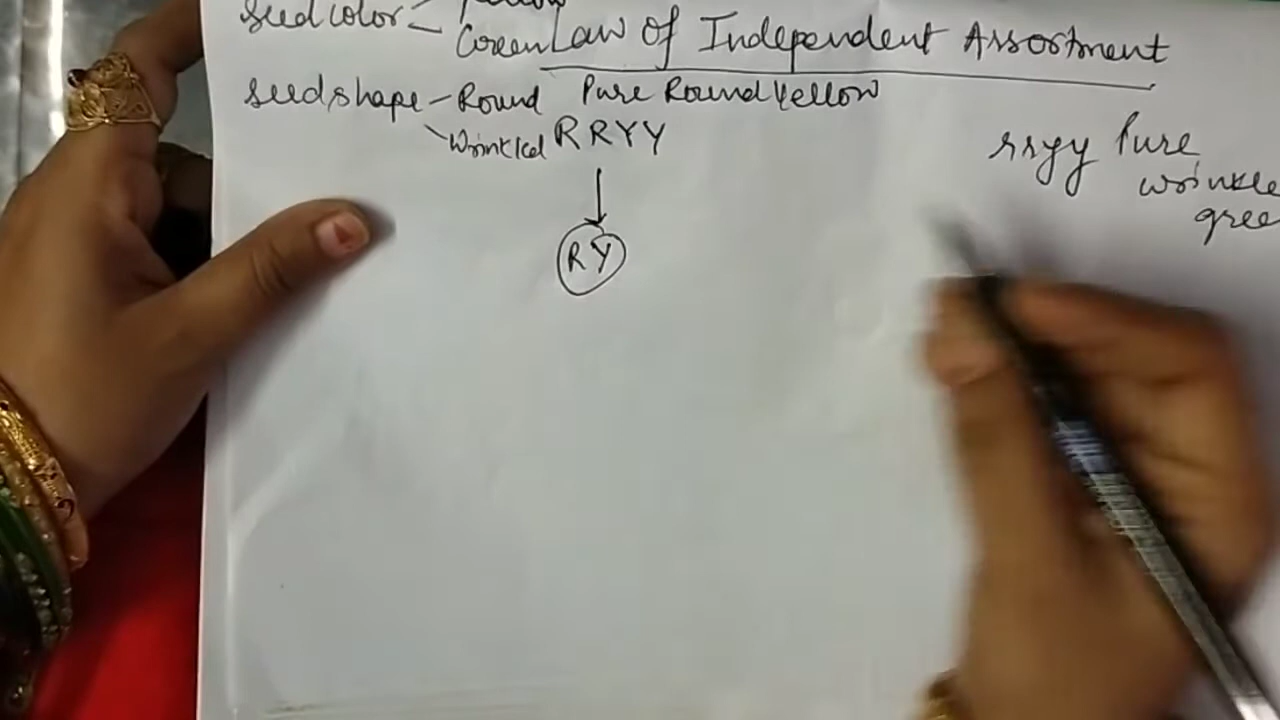 seed color
Green Law Of Independent Assortment
seed shape - Round Pure Round Yellow
Wrinkled RRYY
rryy Pure
wrinkle
gree
RY